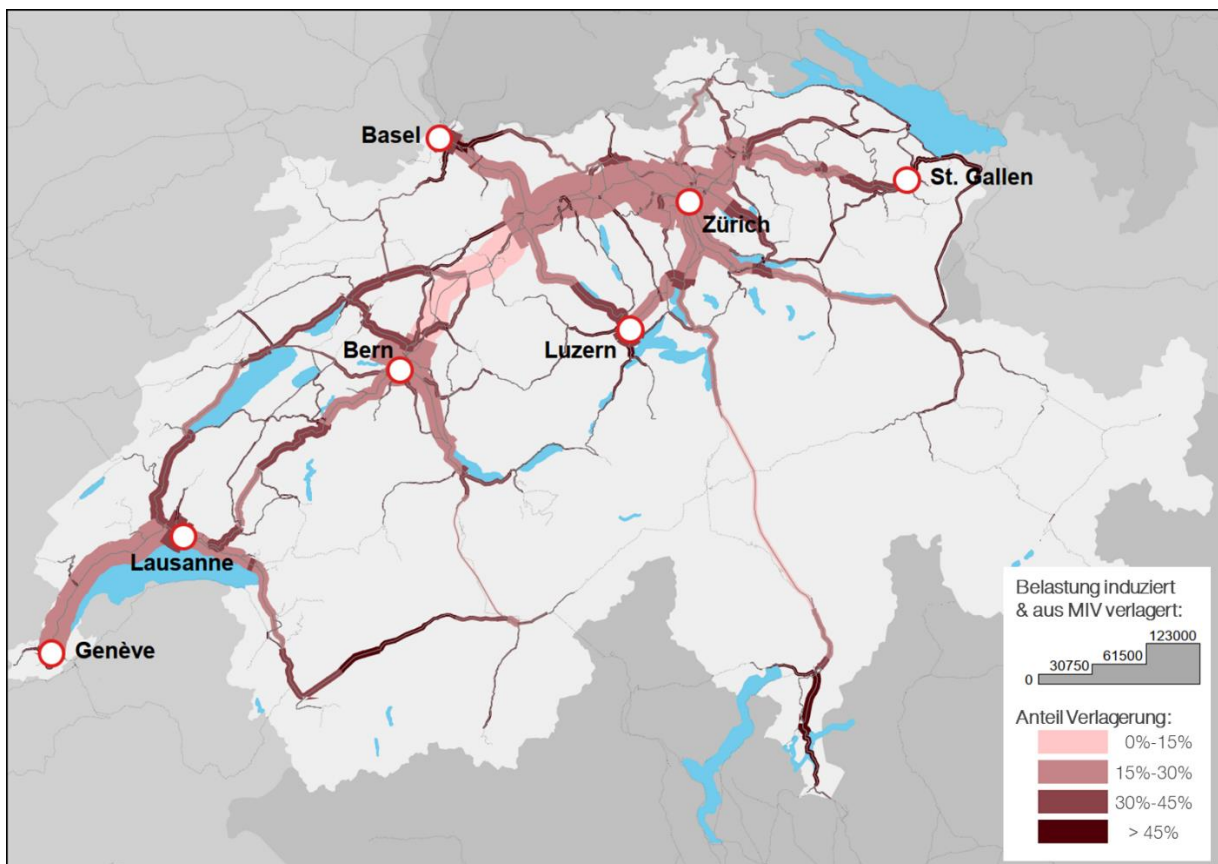 Basel
St. Gallen
Zürich
Bern
Luzern
Lausanne
Genève
Belastung induziert
& aus MIV verlagert:
123000
61500
30750
0
Anteil Verlagerung:
0%-15%
15%-30%
30%-45%
> 45%